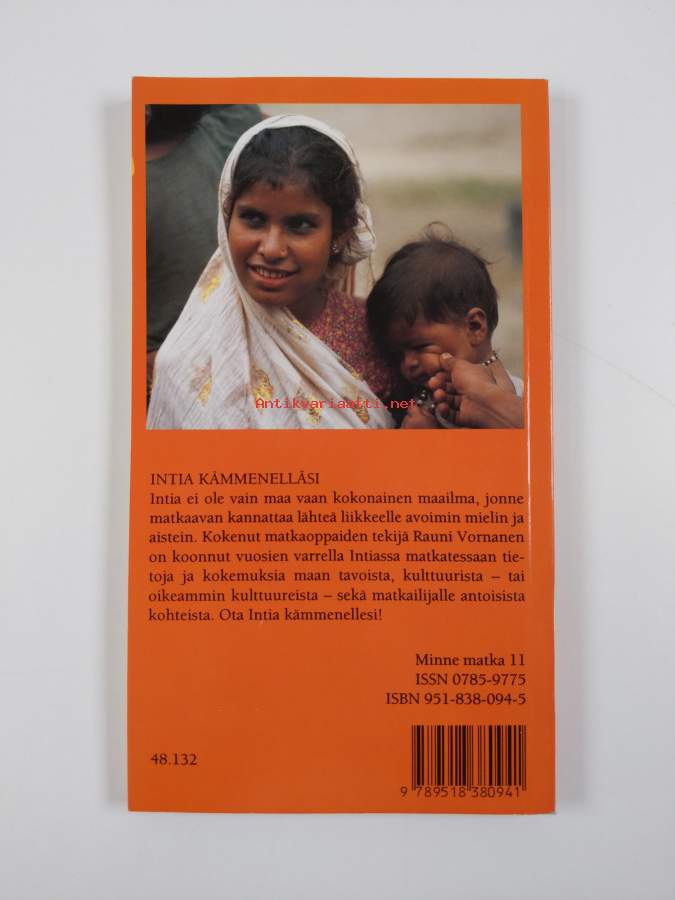 Antikvariaatti.net
INTIA KÄMMENELLÄSI
Intia ei ole vain maa vaan kokonainen maailma, jonne
matkaavan kannattaa lähteä liikkeelle avoimin mielin ja
aistein. Kokenut matkaoppaiden tekijä Rauni Vornanen
on koonnut vuosien varrella Intiassa matkatessaan tie-
toja ja kokemuksia maan tavoista, kulttuurista – tai
oikeammin kulttuureista – sekä matkailijalle antoisista
kohteista. Ota Intia kämmenellesi!
Minne matka 11
ISSN 0785-9775
ISBN 951-838-094-5
48.132
9 789518 380941